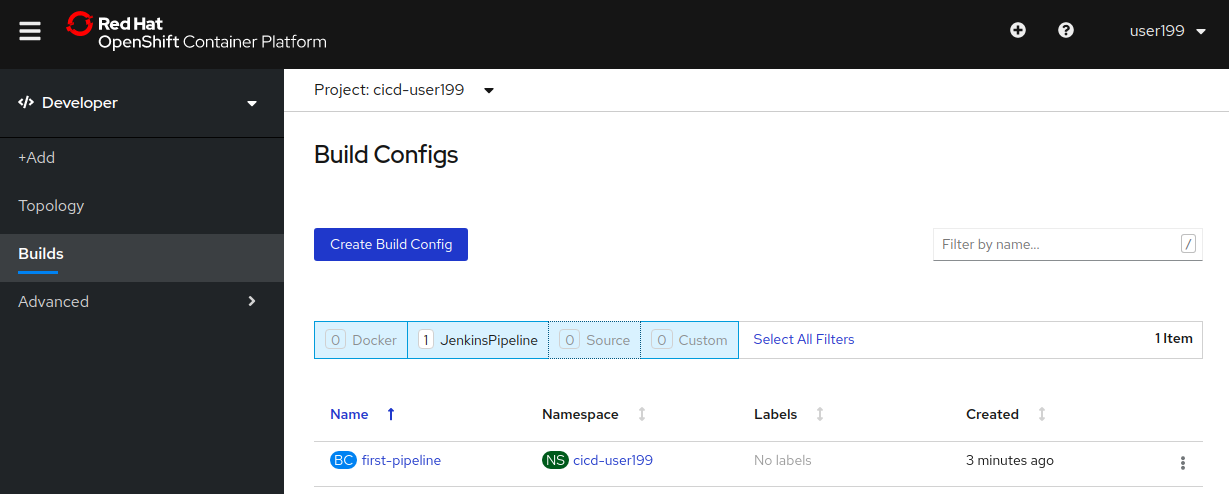 Red Hat
OpenShift Container Platform
user199
Developer
Project: cicd-user199
+Add
Topology
Builds
Advanced
Build Configs
Create Build Config
Filter by name...
/
0 Docker 1 JenkinsPipeline 0 Source 0 Custom Select All Filters 1 Item
Name Namespace Labels Created
BC first-pipeline NS cicd-user199 No labels 3 minutes ago